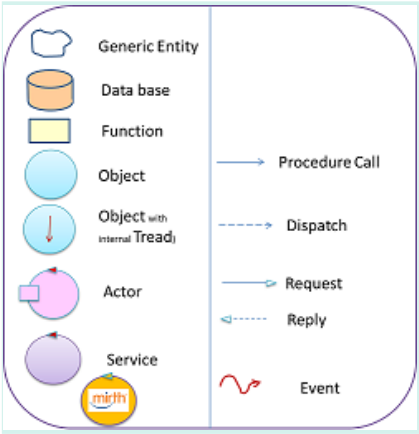 Generic Entity
Data base
Function
Object
Object with
internal Tread)
Actor
Service
mirth
Procedure Call
Dispatch
Request
Reply
Event